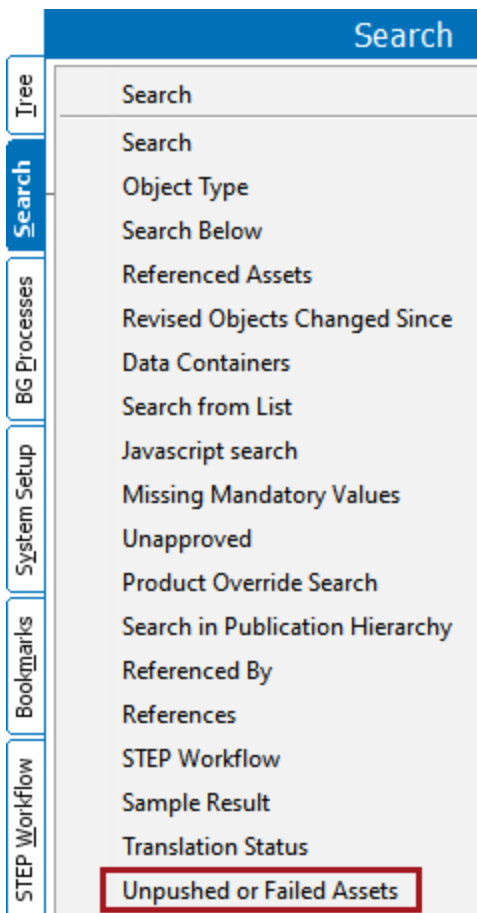 Search
Tree
Search
BG Processes
System Setup
Bookmarks
STEP Workflow
Search
Search
Object Type
Search Below
Referenced Assets
Revised Objects Changed Since
Data Containers
Search from List
Javascript search
Missing Mandatory Values
Unapproved
Product Override Search
Search in Publication Hierarchy
Referenced By
References
STEP Workflow
Sample Result
Translation Status
Unpushed or Failed Assets